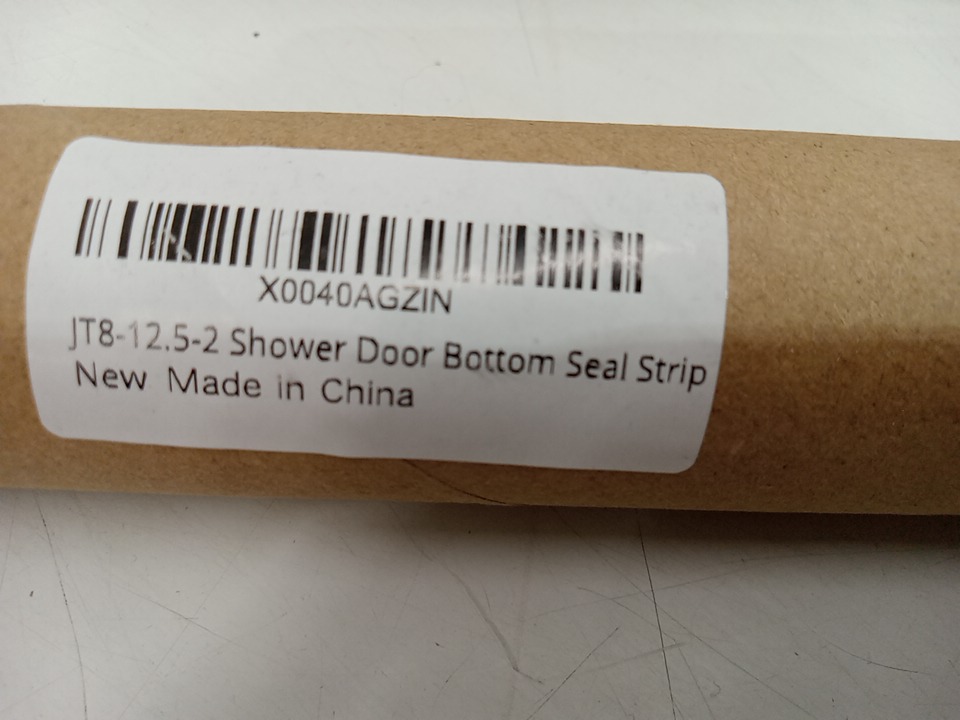 X0040AGZIN
JT8-12.5-2 Shower Door Bottom Seal Strip
New Made in China